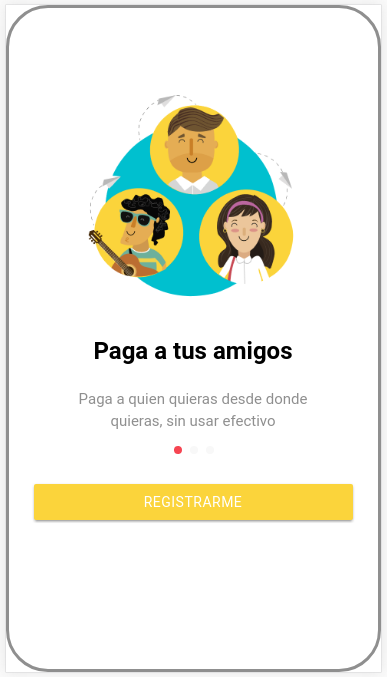 Paga a tus amigos
Paga a quien quieras desde donde
quieras, sin usar efectivo
REGISTRARME